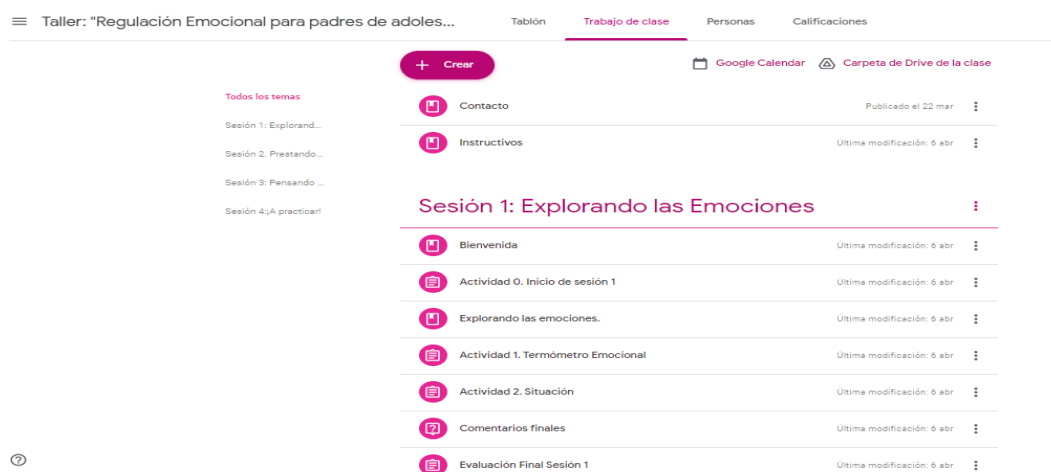 Taller: "Regulación Emocional para padres de adoles...
Tablón
Trabajo de clase
Personas
Calificaciones
Crear
Google Calendar
Carpeta de Drive de la clase
Todos los temas
Sesión 1: Explorand...
Sesión 2. Prestando...
Sesión 3: Pensando ...
Sesión 4:¡A practicar!
Contacto
Publicado el 22 mar
Instructivos
Última modificación: 6 abr
Sesión 1: Explorando las Emociones
Bienvenida
Última modificación: 6 abr
Actividad 0. Inicio de sesión 1
Última modificación: 6 abr
Explorando las emociones.
Última modificación: 6 abr
Actividad 1. Termómetro Emocional
Última modificación: 6 abr
Actividad 2. Situación
Última modificación: 6 abr
Comentarios finales
Última modificación: 6 abr
Evaluación Final Sesión 1
Última modificación: 6 abr